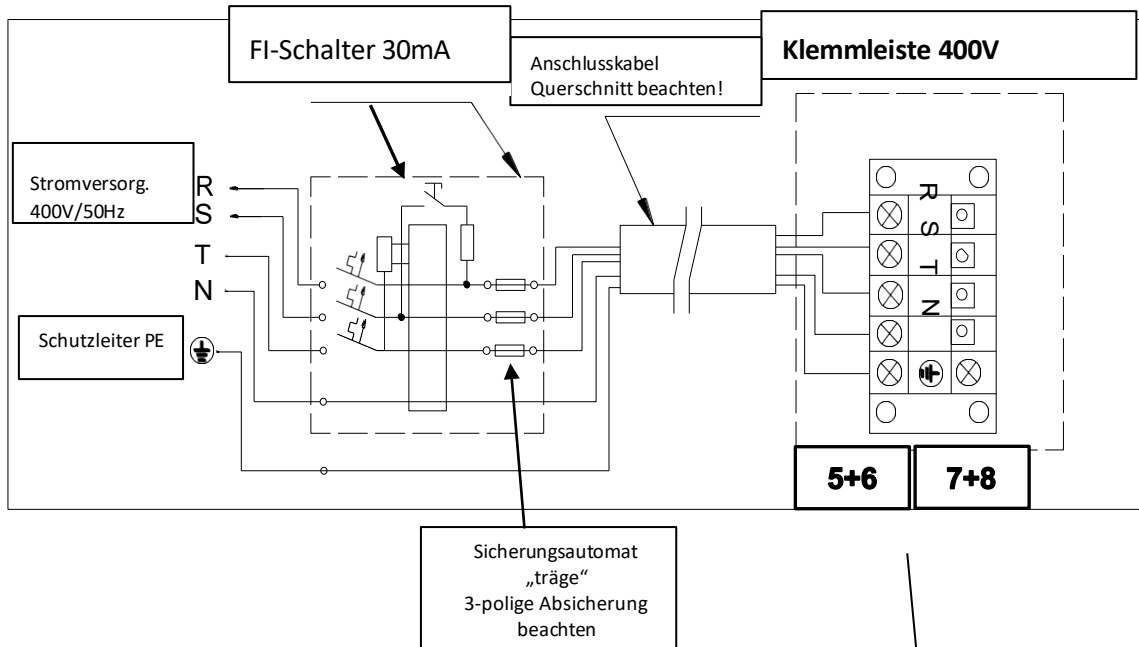 FI-Schalter 30mA
Anschlusskabel
Querschnitt beachten!
Klemmleiste 400V
Stromversorg.
400V/50Hz
R
S
T
N
Schutzleiter PE
R
S
T
N
5+6
7+8
Sicherungsautomat
„träge“
3-polige Absicherung
beachten